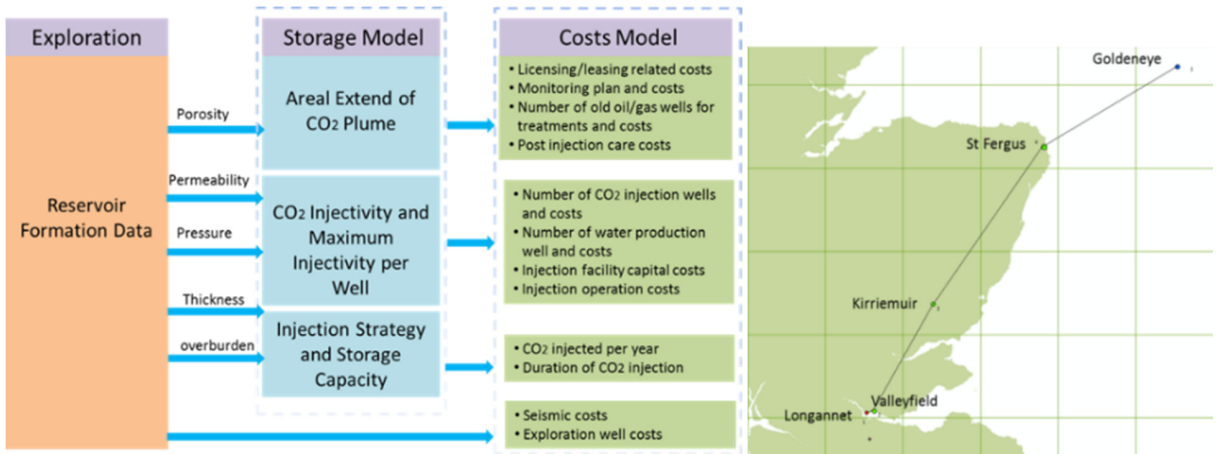 Exploration
Reservoir
Formation Data
Porosity
Permeability
Pressure
Thickness
overburden
Storage Model
Areal Extend of
CO2 Plume
CO2 Injectivity and
Maximum
Injectivity per
Well
Injection Strategy
and Storage
Capacity
Costs Model
• Licensing/leasing related costs
• Monitoring plan and costs
• Number of old oil/gas wells for
treatments and costs
• Post injection care costs
• Number of CO2 injection wells
and costs
• Number of water production
well and costs
• Injection facility capital costs
• Injection operation costs
• CO2 injected per year
• Duration of CO2 injection
• Seismic costs
• Exploration well costs
Goldeneye
St Fergus
Kirriemuir
Valleyfield
Longannet